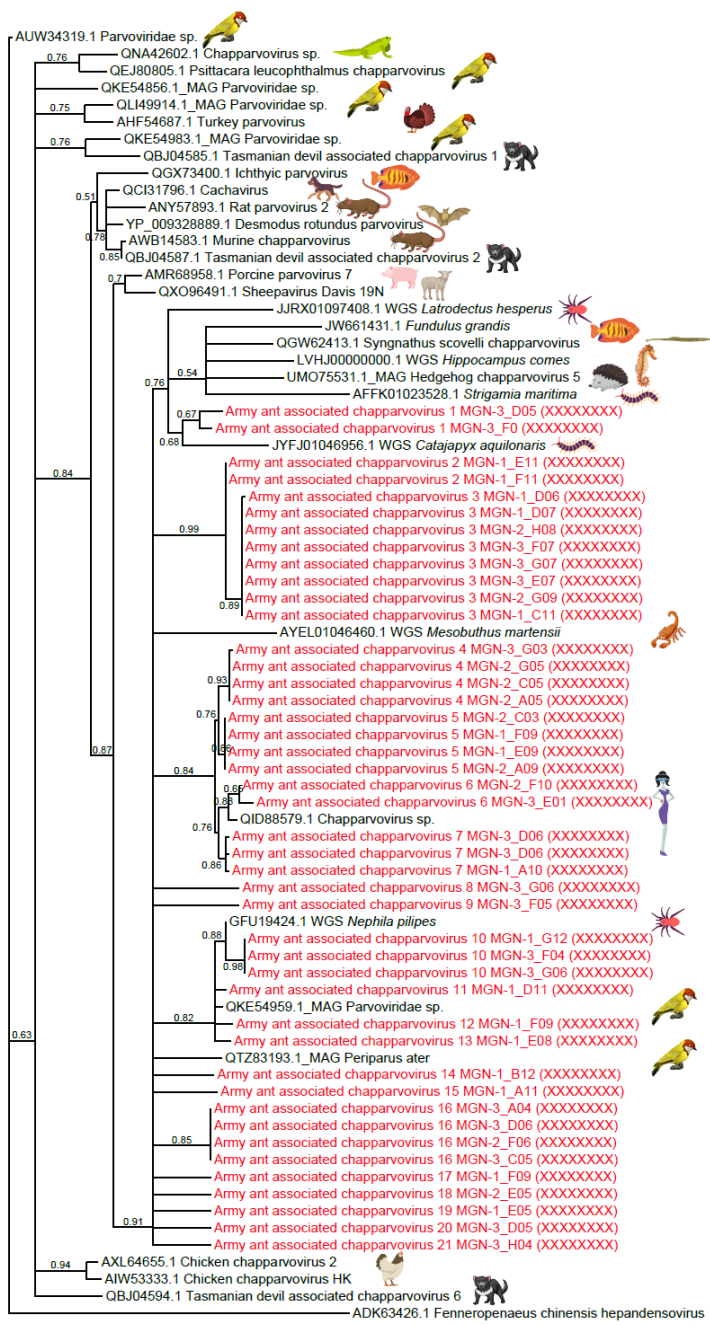 AUW34319.1 Parvoviridae sp.
0.76
QNA42602.1 Chapparvovirus sp.
QEJ80805.1 Psittacara leucophthalmus chapparvovirus
QKE54856.1_MAG Parvoviridae sp.
0.75
QLI49914.1_MAG Parvoviridae sp.
AHF54687.1 Turkey parvovirus
0.76
QKE54983.1_MAG Parvoviridae sp.
QBJ04585.1 Tasmanian devil associated chapparvovirus 1
QGX73400.1 Ichthyic parvovirus
0.51
QCI31796.1 Cachavirus
ANY57893.1 Rat parvovirus 2
YP_009328889.1 Desmodus rotundus parvovirus
0.78
AWB14583.1 Murine chapparvovirus
0.85
QBJ04587.1 Tasmanian devil associated chapparvovirus 2
0.7
AMR68958.1 Porcine parvovirus 7
QXO96491.1 Sheepavirus Davis 19N
JJRX01097408.1 WGS Latrodectus hesperus
JW661431.1 Fundulus grandis
QGW62413.1 Syngnathus scovelli chapparvovirus
LVHJ00000000.1 WGS Hippocampus comes
0.76
0.54
UMO75531.1_MAG Hedgehog chapparvovirus 5
AFFK01023528.1 Strigamia maritima
0.67
Army ant associated chapparvovirus 1 MGN-3_D05 (XXXXXXXX)
Army ant associated chapparvovirus 1 MGN-3_F0 (XXXXXXXX)
0.68
JYFJ01046956.1 WGS Catajapyx aquilonaris
Army ant associated chapparvovirus 2 MGN-1_E11 (XXXXXXXX)
0.84
Army ant associated chapparvovirus 2 MGN-1_F11 (XXXXXXXX)
Army ant associated chapparvovirus 3 MGN-1_D06 (XXXXXXXX)
Army ant associated chapparvovirus 3 MGN-1_D07 (XXXXXXXX)
0.99
Army ant associated chapparvovirus 3 MGN-2_H08 (XXXXXXXX)
Army ant associated chapparvovirus 3 MGN-3_F07 (XXXXXXXX)
Army ant associated chapparvovirus 3 MGN-3_G07 (XXXXXXXX)
Army ant associated chapparvovirus 3 MGN-3_E07 (XXXXXXXX)
Army ant associated chapparvovirus 3 MGN-2_G09 (XXXXXXXX)
0.89
Army ant associated chapparvovirus 3 MGN-1_C11 (XXXXXXXX)
AYEL01046460.1 WGS Mesobuthus martensii
Army ant associated chapparvovirus 4 MGN-3_G03 (XXXXXXXX)
Army ant associated chapparvovirus 4 MGN-2_G05 (XXXXXXXX)
0.93
Army ant associated chapparvovirus 4 MGN-2_C05 (XXXXXXXX)
Army ant associated chapparvovirus 4 MGN-2_A05 (XXXXXXXX)
0.76
Army ant associated chapparvovirus 5 MGN-2_C03 (XXXXXXXX)
Army ant associated chapparvovirus 5 MGN-1_F09 (XXXXXXXX)
0.87
0.86
Army ant associated chapparvovirus 5 MGN-1_E09 (XXXXXXXX)
0.84
Army ant associated chapparvovirus 5 MGN-2_A09 (XXXXXXXX)
Army ant associated chapparvovirus 6 MGN-2_F10 (XXXXXXXX)
Army ant associated chapparvovirus 6 MGN-3_E01 (XXXXXXXX)
QID88579.1 Chapparvovirus sp.
0.76
Army ant associated chapparvovirus 7 MGN-3_D06 (XXXXXXXX)
Army ant associated chapparvovirus 7 MGN-3_D06 (XXXXXXXX)
0.86
Army ant associated chapparvovirus 7 MGN-1_A10 (XXXXXXXX)
Army ant associated chapparvovirus 8 MGN-3_G06 (XXXXXXXX)
Army ant associated chapparvovirus 9 MGN-3_F05 (XXXXXXXX)
GFU19424.1 WGS Nephila pilipes
0.88
Army ant associated chapparvovirus 10 MGN-1_G12 (XXXXXXXX)
Army ant associated chapparvovirus 10 MGN-3_F04 (XXXXXXXX)
0.98
Army ant associated chapparvovirus 10 MGN-3_G06 (XXXXXXXX)
Army ant associated chapparvovirus 11 MGN-1_D11 (XXXXXXXX)
QKE54959.1_MAG Parvoviridae sp.
0.82
Army ant associated chapparvovirus 12 MGN-1_F09 (XXXXXXXX)
0.63
Army ant associated chapparvovirus 13 MGN-1_E08 (XXXXXXXX)
QTZ83193.1_MAG Periparus ater
Army ant associated chapparvovirus 14 MGN-1_B12 (XXXXXXXX)
Army ant associated chapparvovirus 15 MGN-1_A11 (XXXXXXXX)
Army ant associated chapparvovirus 16 MGN-3_A04 (XXXXXXXX)
Army ant associated chapparvovirus 16 MGN-3_D06 (XXXXXXXX)
0.85
Army ant associated chapparvovirus 16 MGN-2_F06 (XXXXXXXX)
Army ant associated chapparvovirus 16 MGN-3_C05 (XXXXXXXX)
Army ant associated chapparvovirus 17 MGN-1_F09 (XXXXXXXX)
Army ant associated chapparvovirus 18 MGN-2_E05 (XXXXXXXX)
Army ant associated chapparvovirus 19 MGN-1_E05 (XXXXXXXX)
0.91
Army ant associated chapparvovirus 20 MGN-3_D05 (XXXXXXXX)
Army ant associated chapparvovirus 21 MGN-3_H04 (XXXXXXXX)
0.94
AXL64655.1 Chicken chapparvovirus 2
AIW53333.1 Chicken chapparvovirus HK
QBJ04594.1 Tasmanian devil associated chapparvovirus 6
ADK63426.1 Fenneropenaeus chinensis hepandensovirus